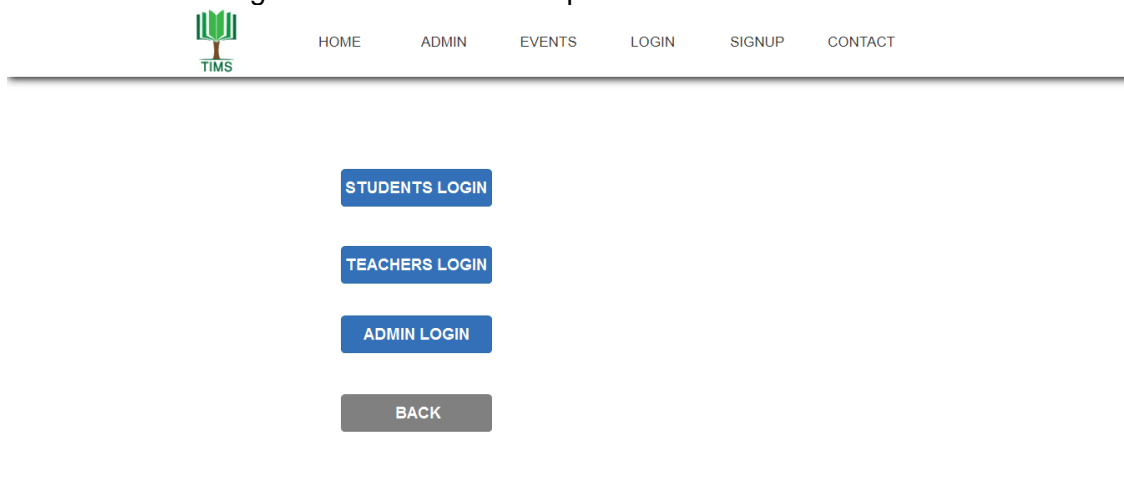 HOME ADMIN EVENTS LOGIN SIGNUP CONTACT
TIMS
STUDENTS LOGIN
TEACHERS LOGIN
ADMIN LOGIN
BACK